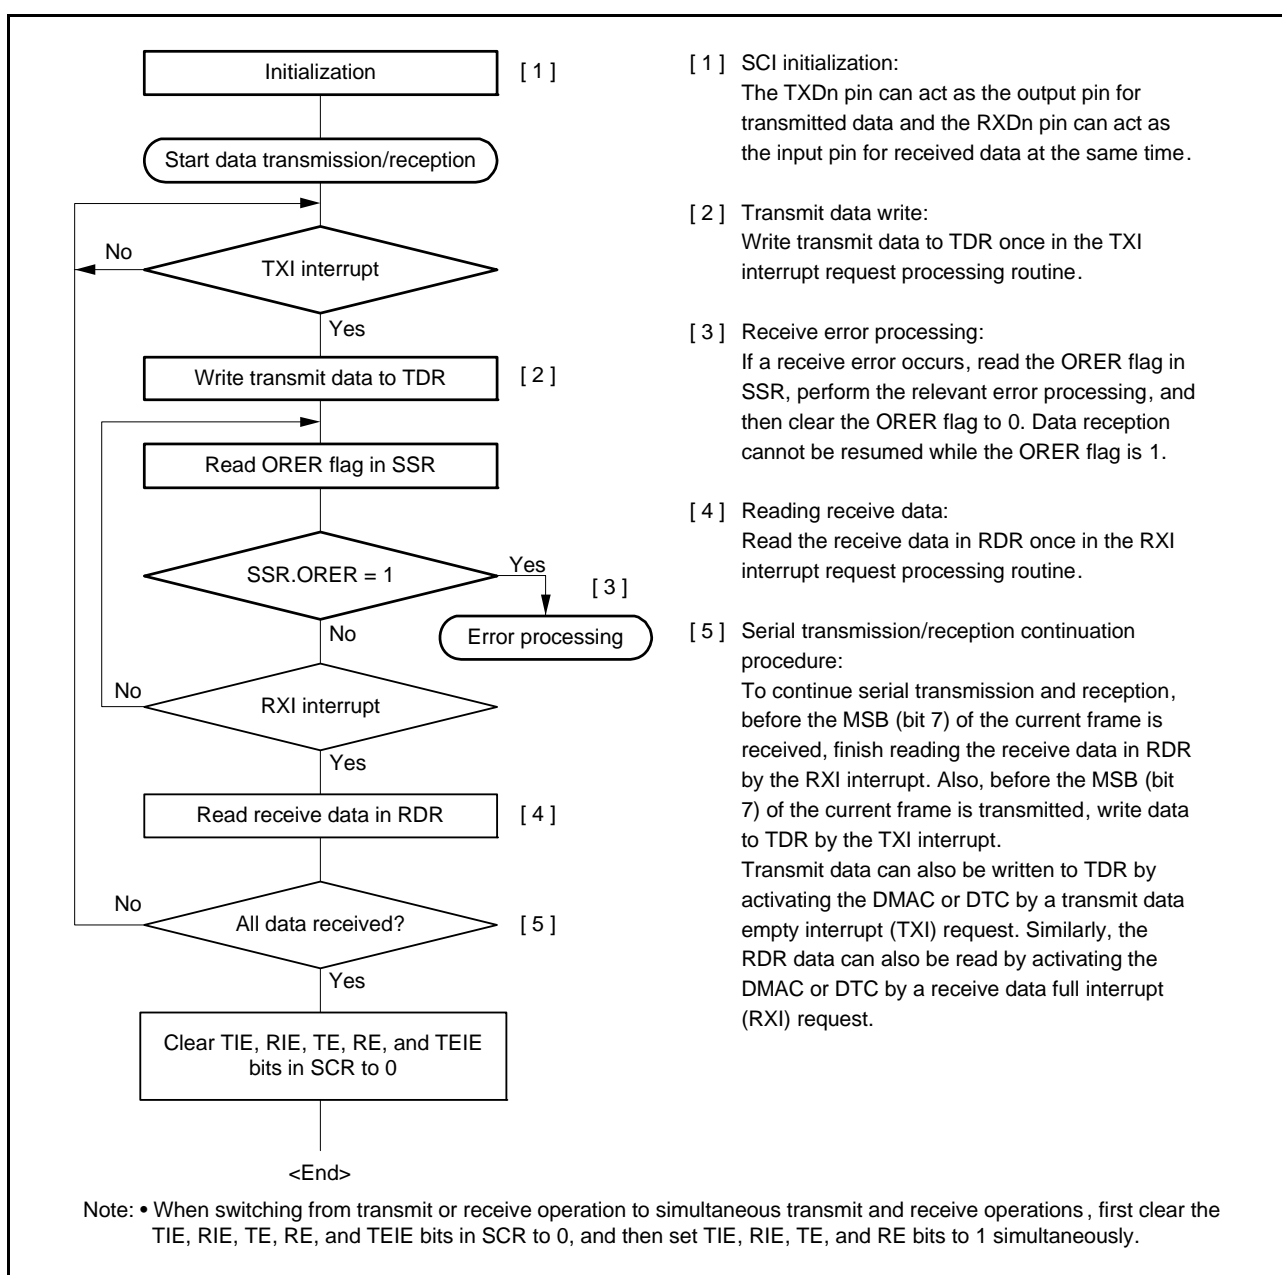 Initialization
[ 1 ]
Start data transmission/reception
No
TXI interrupt
Yes
Write transmit data to TDR
[ 2 ]
Read ORER flag in SSR
SSR.ORER = 1
Yes
[ 3 ]
No
Error processing
No
RXI interrupt
Yes
Read receive data in RDR
[ 4 ]
No
All data received?
[ 5 ]
Yes
Clear TIE, RIE, TE, RE, and TEIE
bits in SCR to 0
<End>
[ 1 ] SCI initialization:
The TXDn pin can act as the output pin for
transmitted data and the RXDn pin can act as
the input pin for received data at the same time.
[ 2 ] Transmit data write:
Write transmit data to TDR once in the TXI
interrupt request processing routine.
[ 3 ] Receive error processing:
If a receive error occurs, read the ORER flag in
SSR, perform the relevant error processing, and
then clear the ORER flag to 0. Data reception
cannot be resumed while the ORER flag is 1.
[ 4 ] Reading receive data:
Read the receive data in RDR once in the RXI
interrupt request processing routine.
[ 5 ] Serial transmission/reception continuation
procedure:
To continue serial transmission and reception,
before the MSB (bit 7) of the current frame is
received, finish reading the receive data in RDR
by the RXI interrupt. Also, before the MSB (bit
7) of the current frame is transmitted, write data
to TDR by the TXI interrupt.
Transmit data can also be written to TDR by
activating the DMAC or DTC by a transmit data
empty interrupt (TXI) request. Similarly, the
RDR data can also be read by activating the
DMAC or DTC by a receive data full interrupt
(RXI) request.
Note: • When switching from transmit or receive operation to simultaneous transmit and receive operations, first clear the
TIE, RIE, TE, RE, and TEIE bits in SCR to 0, and then set TIE, RIE, TE, and RE bits to 1 simultaneously.